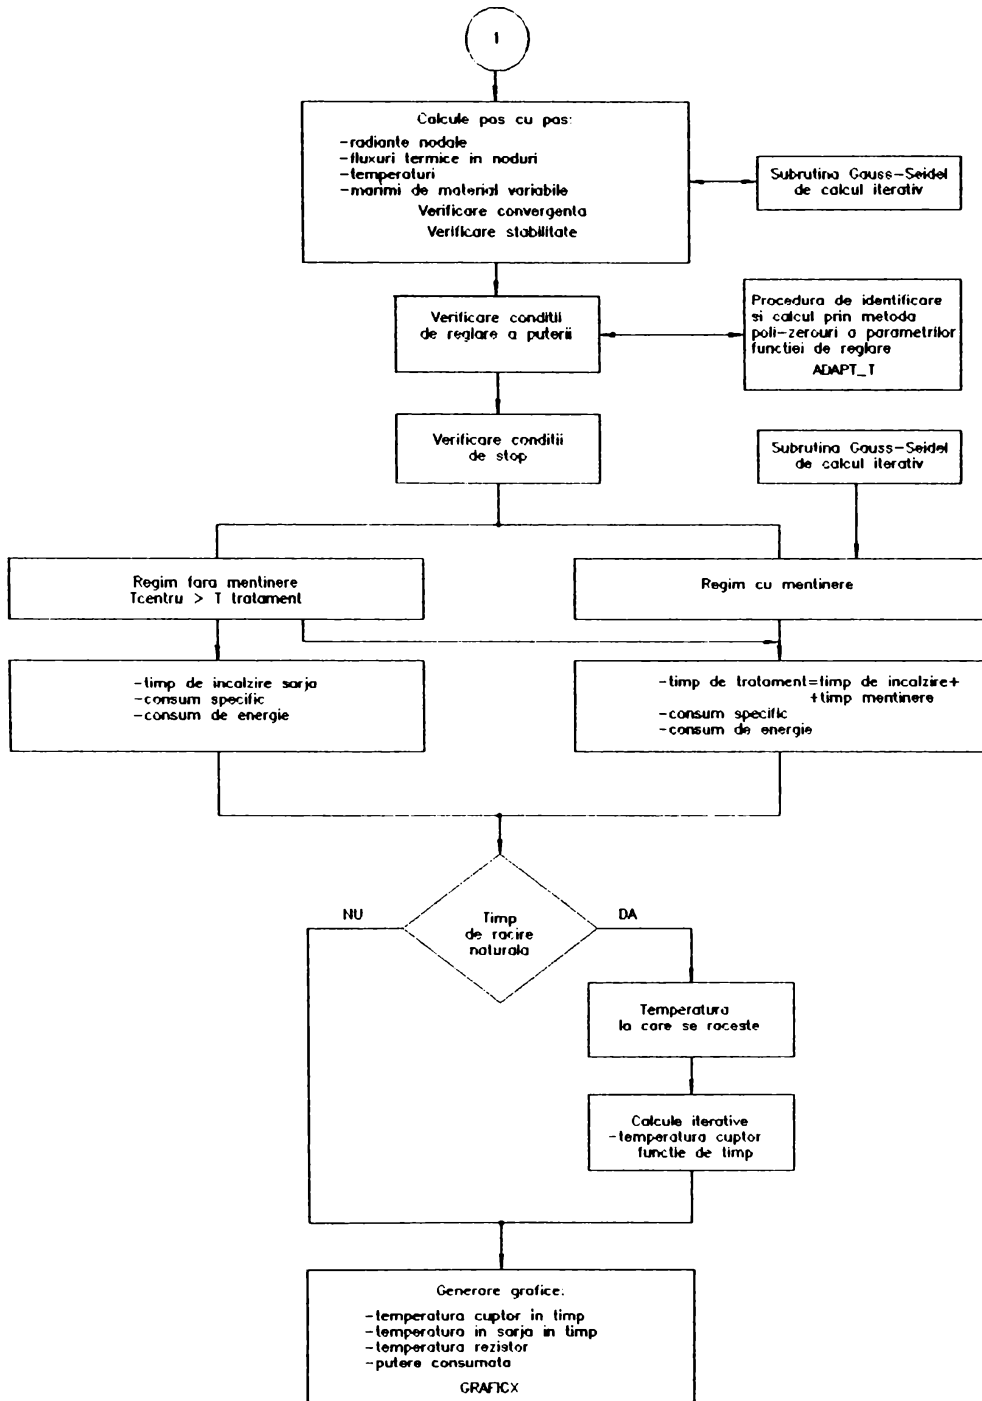 1
Calcule pas cu pas:
-radiante nodale
-fluxuri termice in noduri
-temperaturi
-marimi de material variabile
Verificare convergenta
Verificare stabilitate
Subrutina Gauss-Seidel
de calcul iterativ
Verificare conditii
de reglare a puterii
Procedura de identificare
si calcul prin metoda
poli-zerouri a parametrilor
functiei de reglare
ADAPT_T
Verificare conditii
de stop
Subrutina Gauss-Seidel
de calcul iterativ
Regim fara mentinere
Tcentru > T tratament
Regim cu mentinere
-timp de incalzire sarja
-consum specific
-consum de energie
-timp de tratament=timp de incalzire+
+timp mentinere
-consum specific
-consum de energie
NU
Timp
de racire
naturala
DA
Temperatura
la care se raceste
Calcule iterative
-temperatura cuptor
functie de timp
Generare grafice:
-temperatura cuptor in timp
-temperatura in sarja in timp
-temperatura rezistor
-putere consumata
GRAFICX